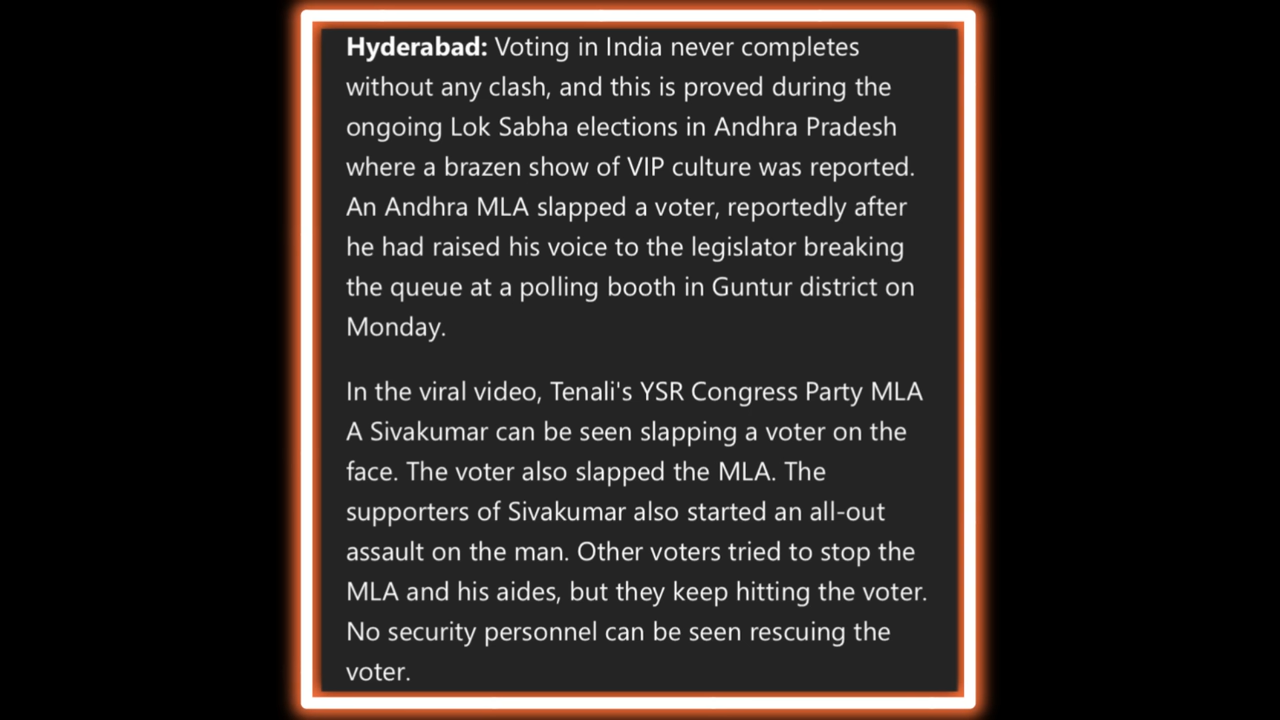 Hyderabad: Voting in India never completes
without any clash, and this is proved during the
ongoing Lok Sabha elections in Andhra Pradesh
where a brazen show of VIP culture was reported.
An Andhra MLA slapped a voter, reportedly after
he had raised his voice to the legislator breaking
the queue at a polling booth in Guntur district on
Monday.
In the viral video, Tenali's YSR Congress Party MLA
A Sivakumar can be seen slapping a voter on the
face. The voter also slapped the MLA. The
supporters of Sivakumar also started an all-out
assault on the man. Other voters tried to stop the
MLA and his aides, but they keep hitting the voter.
No security personnel can be seen rescuing the
voter.